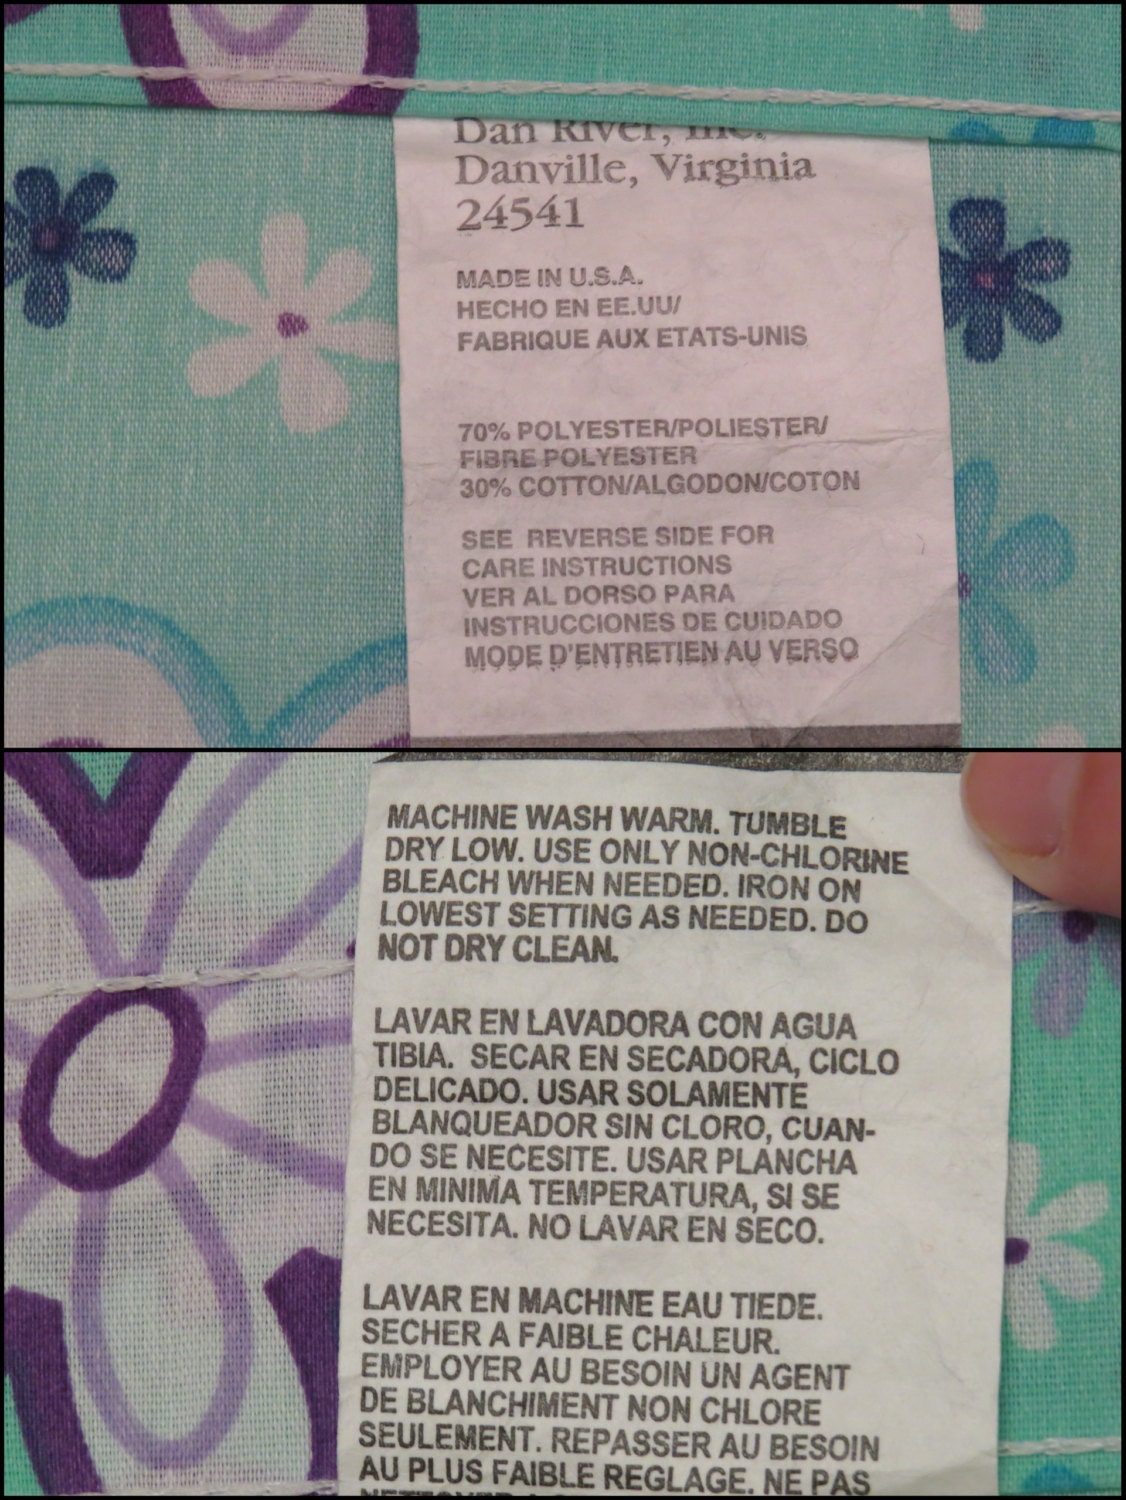 Dan River, Inc.
Danville, Virginia
24541
MADE IN U.S.A.
HECHO EN EE.UU/
FABRIQUE AUX ETATS-UNIS
70% POLYESTER/POLIESTER/
FIBRE POLYESTER
30% COTTON/ALGODON/COTON
SEE REVERSE SIDE FOR
CARE INSTRUCTIONS
VER AL DORSO PARA
INSTRUCCIONES DE CUIDADO
MODE D'ENTRETIEN AU VERSO
MACHINE WASH WARM. TUMBLE
DRY LOW. USE ONLY NON-CHLORINE
BLEACH WHEN NEEDED. IRON ON
LOWEST SETTING AS NEEDED. DO
NOT DRY CLEAN.
LAVAR EN LAVADORA CON AGUA
TIBIA. SECAR EN SECADORA, CICLO
DELICADO. USAR SOLAMENTE
BLANQUEADOR SIN CLORO, CUAN-
DO SE NECESITE. USAR PLANCHA
EN MINIMA TEMPERATURA, SI SE
NECESITA. NO LAVAR EN SECO.
LAVAR EN MACHINE EAU TIEDE.
SECHER A FAIBLE CHALEUR.
EMPLOYER AU BESOIN UN AGENT
DE BLANCHIMENT NON CHLORE
SEULEMENT. REPASSER AU BESOIN
AU PLUS FAIBLE REGLAGE. NE PAS